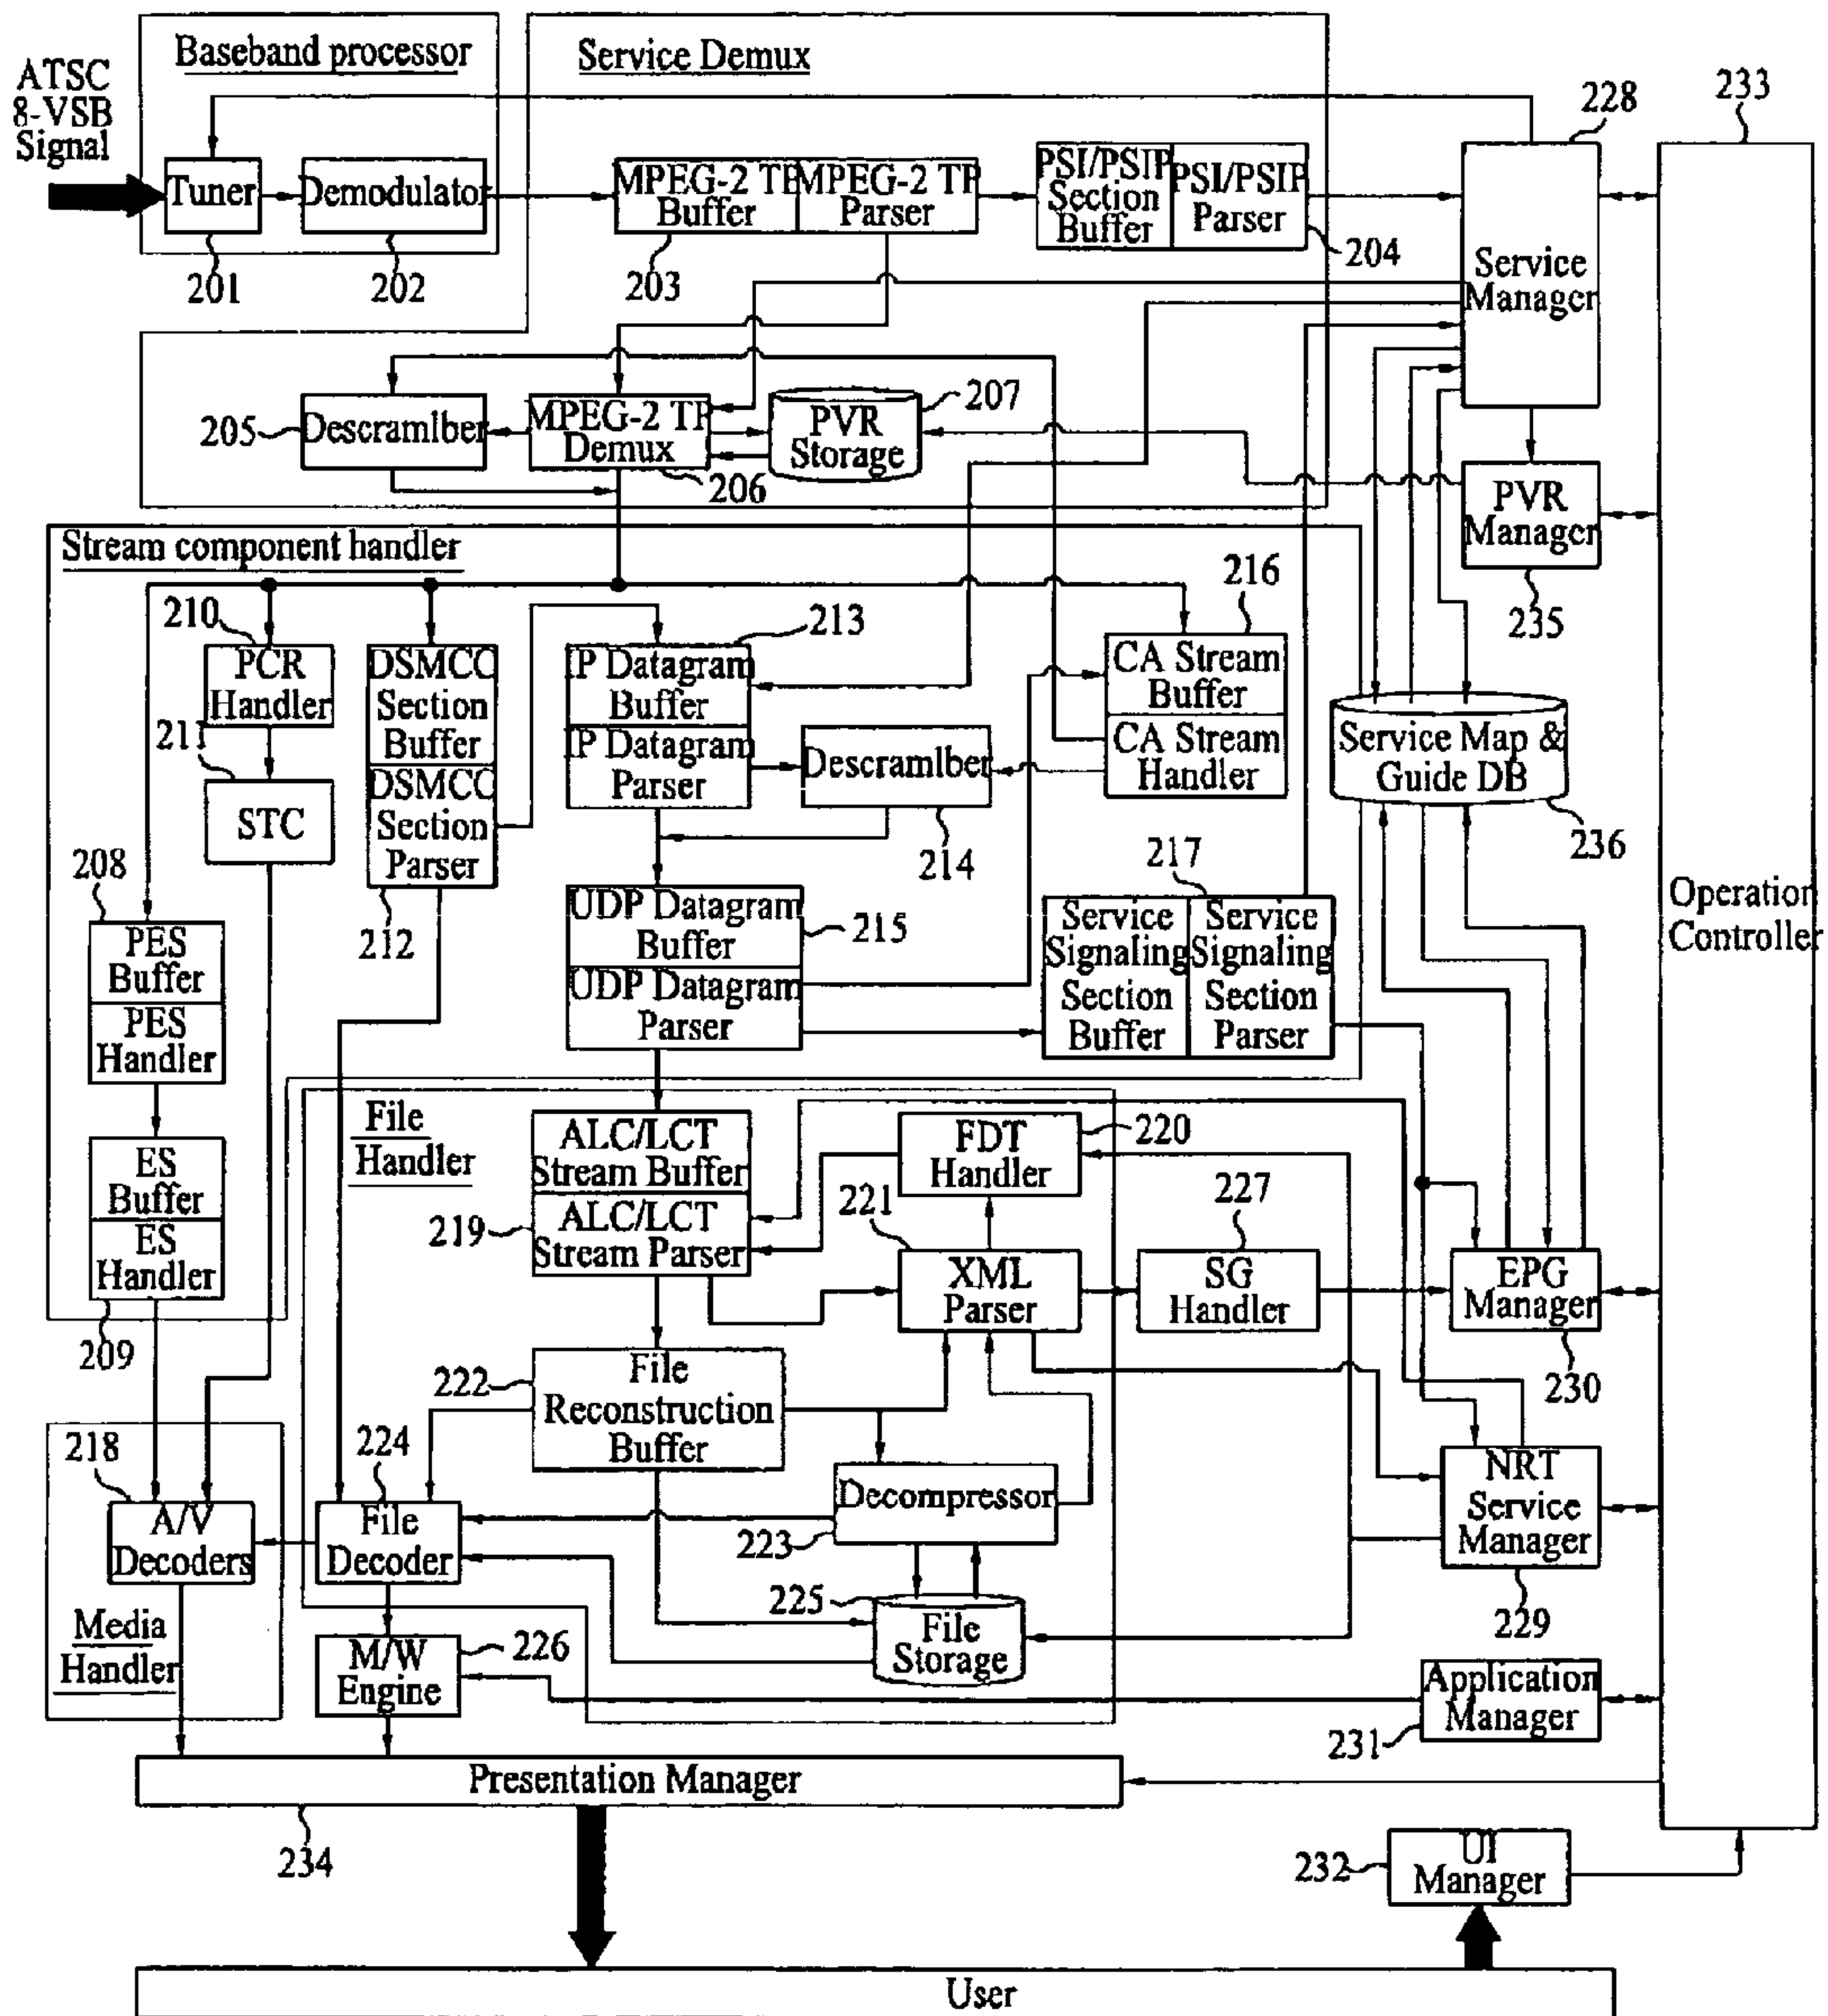 Baseband processor
Service Demux
ATSC
8-VSB
Signal
233
228
Tuner
Demodulator
MPEG-2 TP
Buffer
MPEG-2 TP
Parser
PSI/PSIP
Section
Buffer
PSI/PSIP
Parser
201
202
203
204
Service
Manager
205
Descramlber
MPEG-2 TP
Demux
206
PVR
Storage
207
PVR
Manager
235
Stream component handler
210
PCR
Handler
211
STC
DSMCC
Section
Buffer
DSMCC
Section
Parser
212
213
IP Datagram
Buffer
IP Datagram
Parser
Descramlber
214
216
CA Stream
Buffer
CA Stream
Handler
Service Map &
Guide DB
236
208
PES
Buffer
PES
Handler
UDP Datagram
Buffer
UDP Datagram
Parser
215
217
Service
Signaling
Section
Buffer
Service
Signaling
Section
Parser
Operation
Controller
ES
Buffer
ES
Handler
209
File
Handler
ALC/LCT
Stream Buffer
ALC/LCT
Stream Parser
219
FDT
Handler
220
221
XML
Parser
227
SG
Handler
EPG
Manager
230
222
File
Reconstruction
Buffer
218
A/V
Decoders
224
File
Decoder
Decompressor
223
NRT
Service
Manager
229
225
File
Storage
Media
Handler
M/W
Engine
226
Application
Manager
231
Presentation Manager
234
232
UI
Manager
User